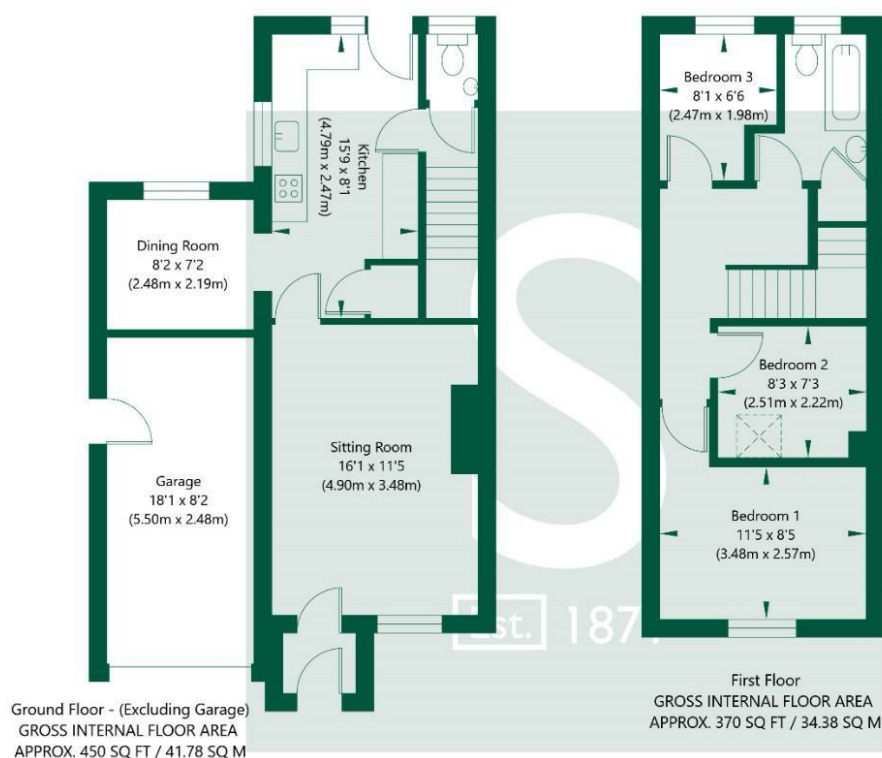 Kitchen
15'9 x 8'1
(4.79m x 2.47m)
Dining Room
8'2 x 7'2
(2.48m x 2.19m)
Garage
18'1 x 8'2
(5.50m x 2.48m)
Sitting Room
16'1 x 11'5
(4.90m x 3.48m)
Bedroom 3
8'1 x 6'6
(2.47m x 1.98m)
Bedroom 2
8'3 x 7'3
(2.51m x 2.22m)
Bedroom 1
11'5 x 8'5
(3.48m x 2.57m)
S
Est. 187
Ground Floor - (Excluding Garage)
GROSS INTERNAL FLOOR AREA
APPROX. 450 SQ FT / 41.78 SQ M
First Floor
GROSS INTERNAL FLOOR AREA
APPROX. 370 SQ FT / 34.38 SQ M